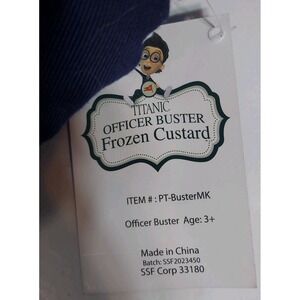 TITANIC
OFFICER BUSTER
Frozen Custard
ITEM # : PT-BusterMK
Officer Buster Age: 3+
Made in China
Batch: SSF2023450
SSF Corp 33180